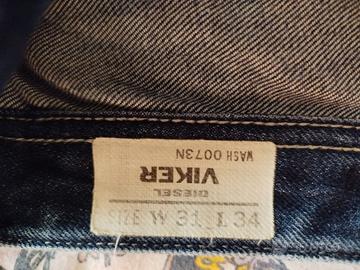 DIESEL
VIKER
WASH 0073N
SIZE W 31 L 34